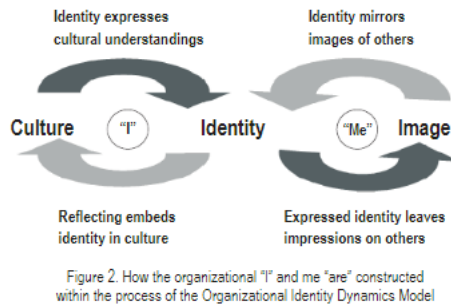 Identity expresses
cultural understandings
Identity mirrors
images of others
Culture
"I"
Identity
"Me"
Image
Reflecting embeds
identity in culture
Expressed identity leaves
impressions on others
Figure 2. How the organizational "I" and me "are" constructed
within the process of the Organizational Identity Dynamics Model